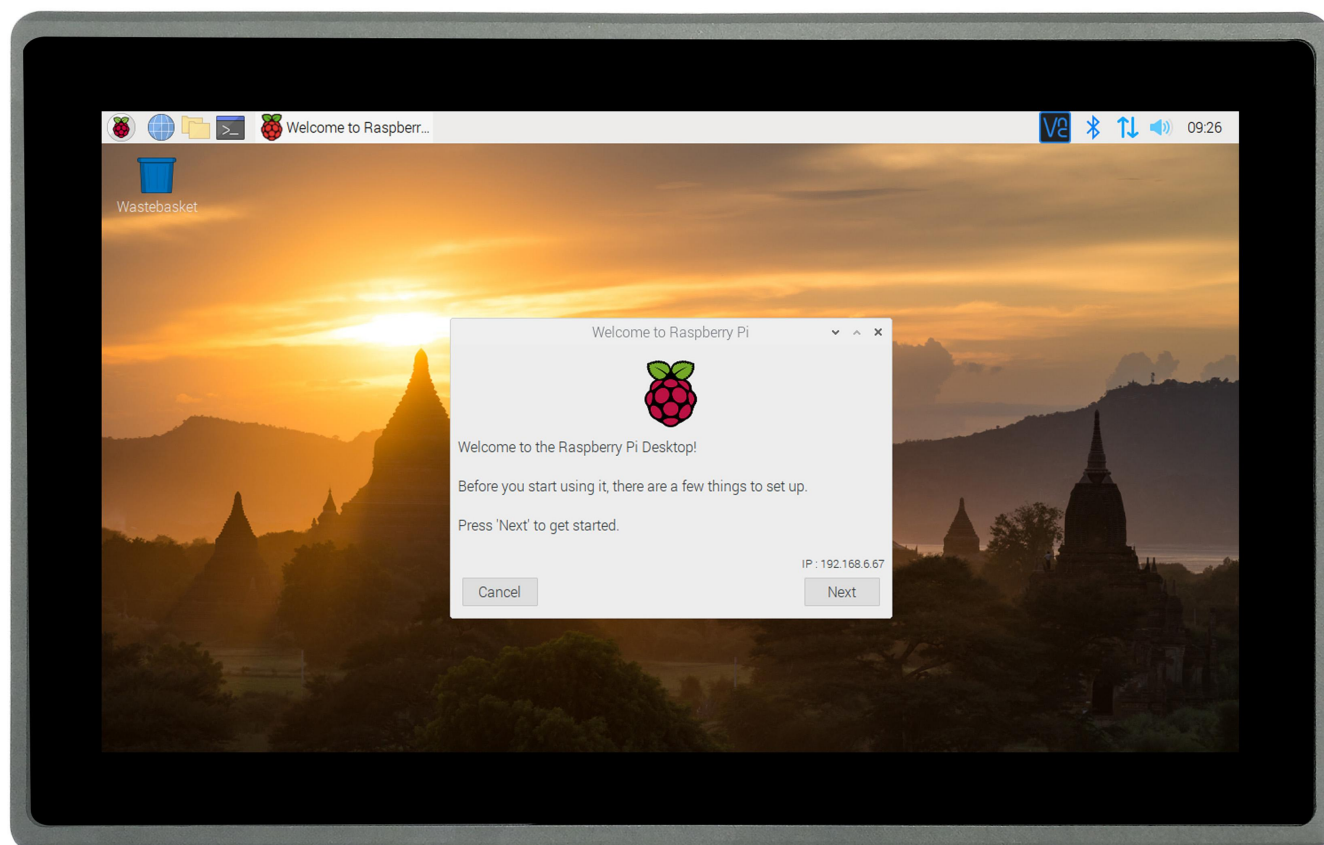 Welcome to Raspberr...
V2
09:26
Wastebasket
Welcome to Raspberry Pi
Welcome to the Raspberry Pi Desktop!
Before you start using it, there are a few things to set up.
Press 'Next' to get started.
IP : 192.168.6.67
Cancel
Next